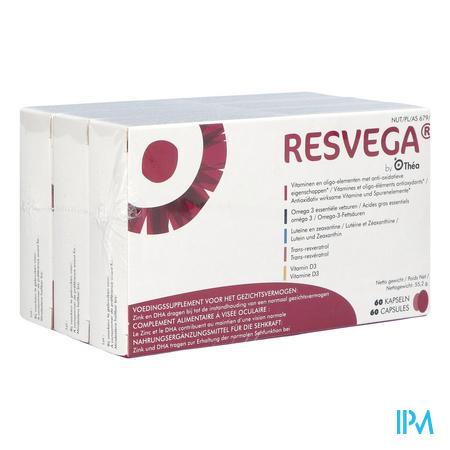 NUT/PL/AS 679/
RESVEGA®
by Théa
Vitaminen en oligo-elementen met anti-oxidatieve
eigenschappen* / Vitamines et oligo-éléments antioxydants* /
Antioxidativ wirksame Vitamine und Spurenelemente*
Omega 3 essentiële vetzuren / Acides gras essentiels
oméga 3 / Omega-3-Fettsäuren
Luteïne en zeaxantine / Lutéine et Zéaxanthine /
Lutein und Zeaxanthin
Trans-resveratrol
Trans-resvératrol
Vitamin D3
Vitamine D3
Netto gewicht / Poids Net /
Nettogewicht: 55,2 g
60 KAPSELN
60 CAPSULES
VOEDINGSSUPPLEMENT VOOR HET GEZICHTSVERMOGEN:
Zink en DHA dragen bij tot de instandhouding van een normaal gezichtsvermogen
COMPLEMENT ALIMENTAIRE À VISÉE OCULAIRE :
Le Zinc et le DHA contribuent au maintien d'une vision normale
NAHRUNGSERGÄNZUNGSMITTEL FÜR DIE SEHKRAFT
Zink und DHA tragen zur Erhaltung der normalen Sehfunktion bei
IPM